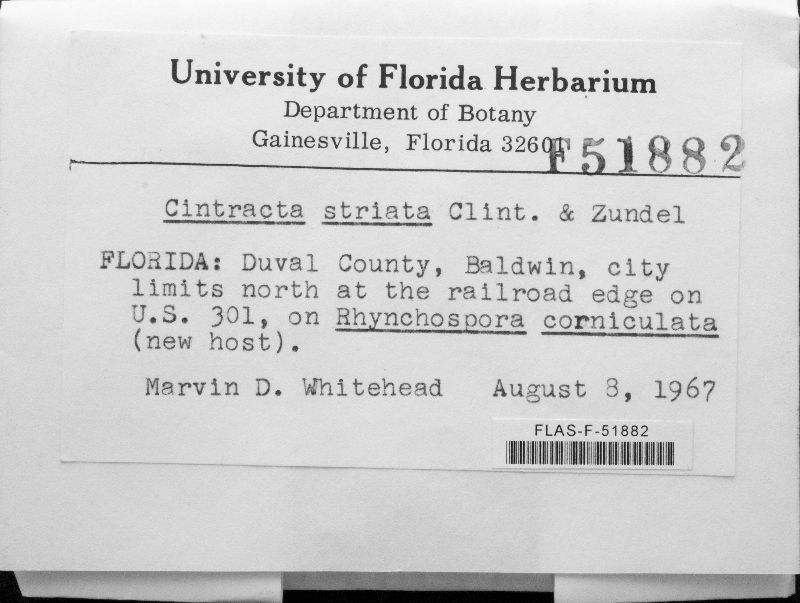 University of Florida Herbarium
Department of Botany
Gainesville, Florida 32601
F51882
Cintracta striata Clint. & Zundel
FLORIDA: Duval County, Baldwin, city
limits north at the railroad edge on
U.S. 301, on Rhynchospora corniculata
(new host).
Marvin D. Whitehead August 8, 1967
FLAS-F-51882